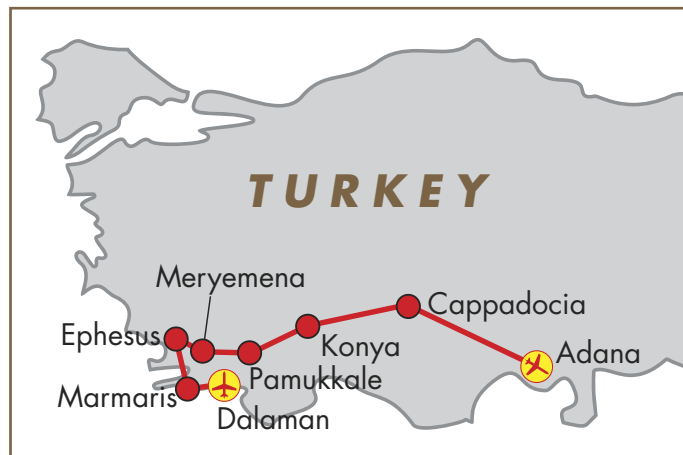 TURKEY
Meryemena
Cappadocia
Ephesus
Konya
Adana
Pamukkale
Marmaris
Dalaman